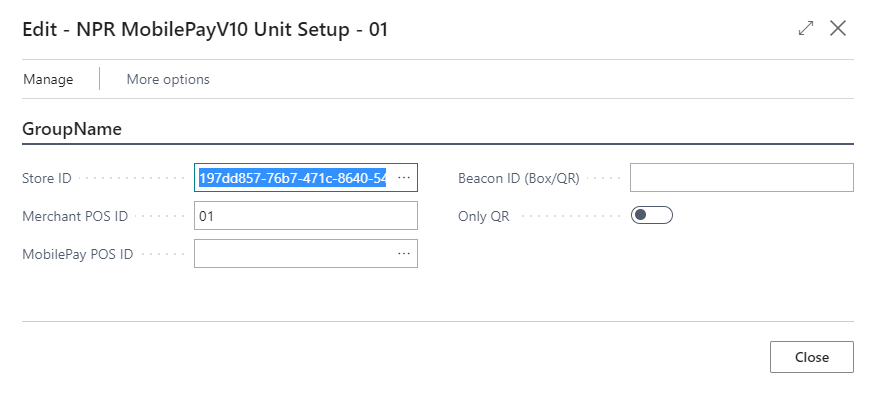 Edit - NPR MobilePayV10 Unit Setup - 01
Manage
More options
GroupName
Store ID
197dd857-76b7-471c-8640-54
Beacon ID (Box/QR)
Merchant POS ID
01
Only QR
MobilePay POS ID
Close